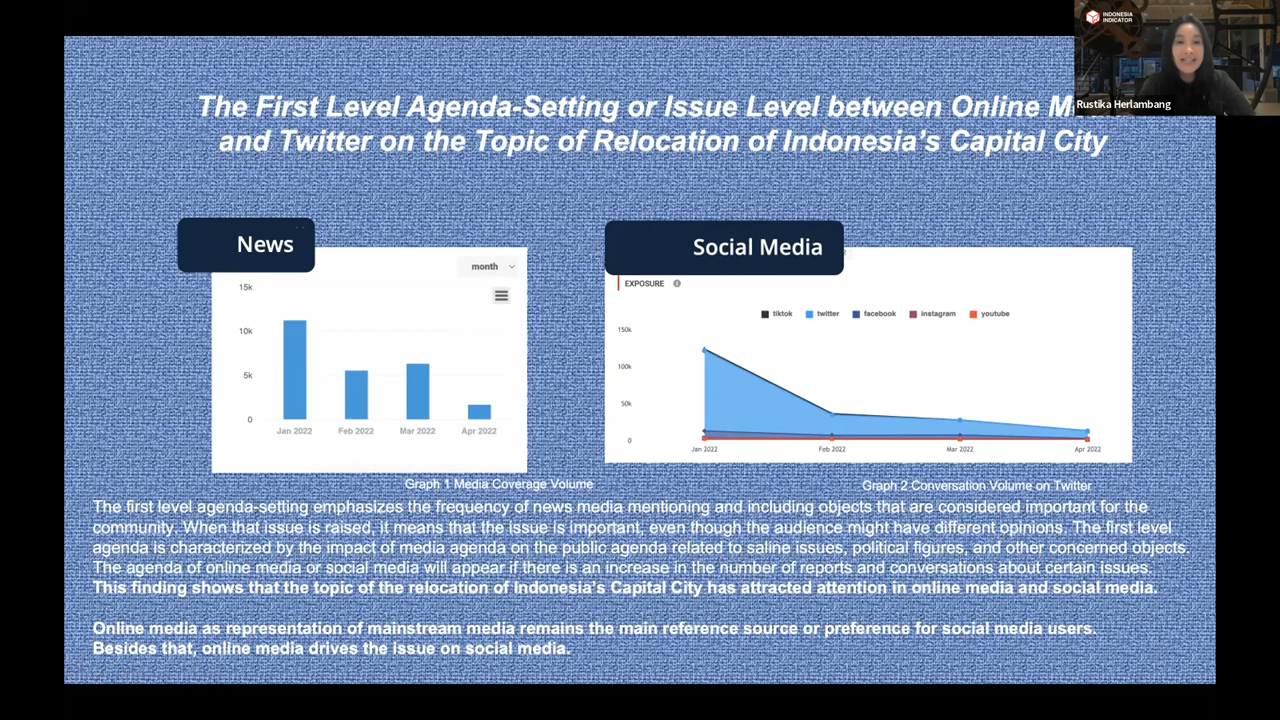 INDONESIA
INDICATOR
Rustika Herlambang
The First Level Agenda-Setting or Issue Level between Online M
and Twitter on the Topic of Relocation of Indonesia's Capital City
News
month
15k
10k
5k
0
Jan 2022 Feb 2022 Mar 2022 Apr 2022
Graph 1 Media Coverage Volume
Social Media
EXPOSURE
tiktok twitter facebook instagram youtube
150k
100k
50k
0
Jan 2022 Feb 2022 Mar 2022 Apr 2022
Graph 2 Conversation Volume on Twitter
The first level agenda-setting emphasizes the frequency of news media mentioning and including objects that are considered important for the
community. When that issue is raised, it means that the issue is important, even though the audience might have different opinions. The first level
agenda is characterized by the impact of media agenda on the public agenda related to saline issues, political figures, and other concerned objects.
The agenda of online media or social media will appear if there is an increase in the number of reports and conversations about certain issues.
This finding shows that the topic of the relocation of Indonesia's Capital City has attracted attention in online media and social media.
Online media as representation of mainstream media remains the main reference source or preference for social media users.
Besides that, online media drives the issue on social media.